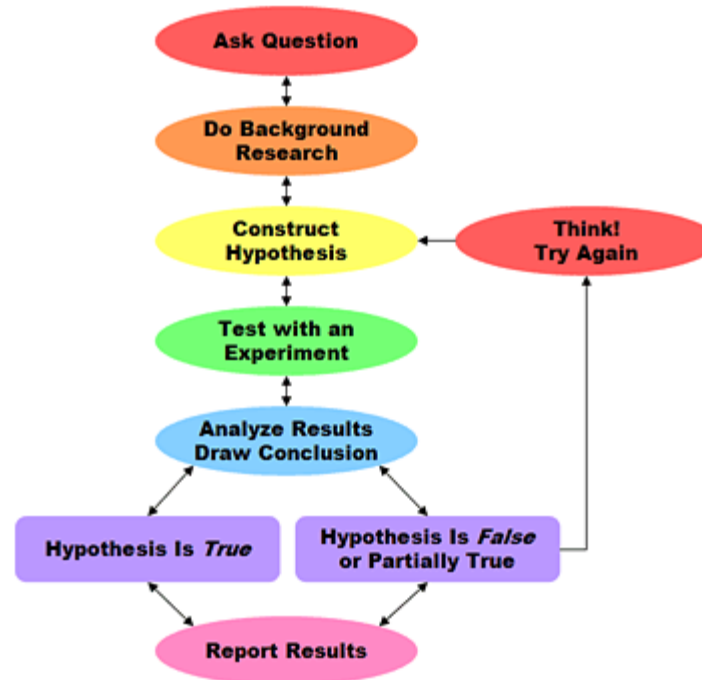 Ask Question
Do Background
Research
Construct
Hypothesis
Think!
Try Again
Test with an
Experiment
Analyze Results
Draw Conclusion
Hypothesis Is True
Hypothesis Is False
or Partially True
Report Results